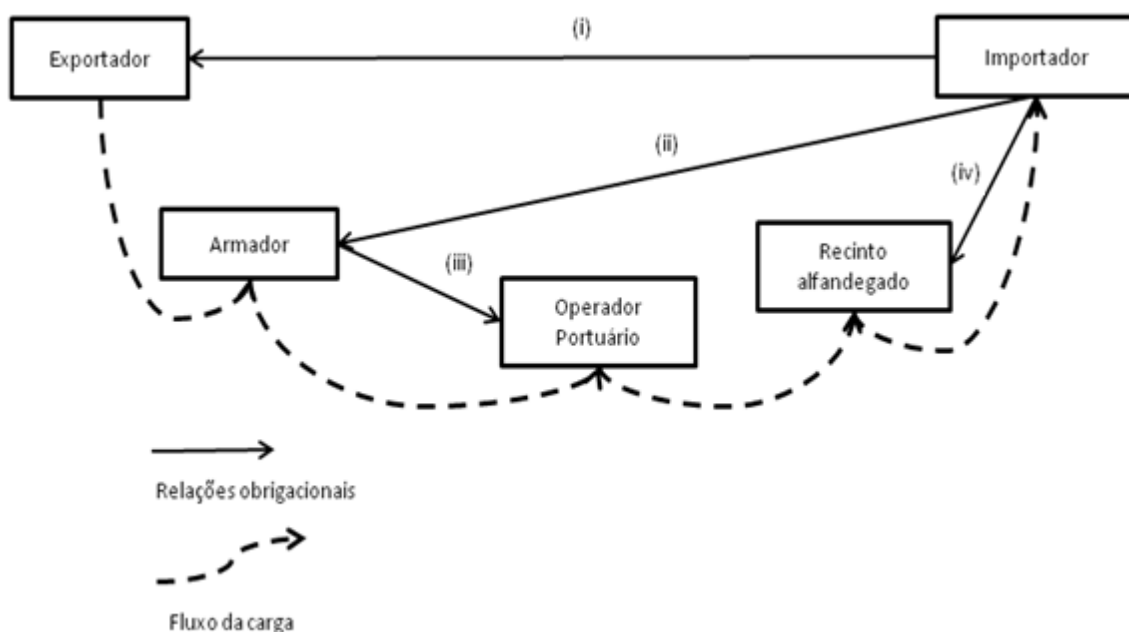 (i)
Exportador
Importador
(ii)
(iv)
Armador
(iii)
Recinto
alfandegado
Operador
Portuário
Relações obrigacionais
Fluxo da carga